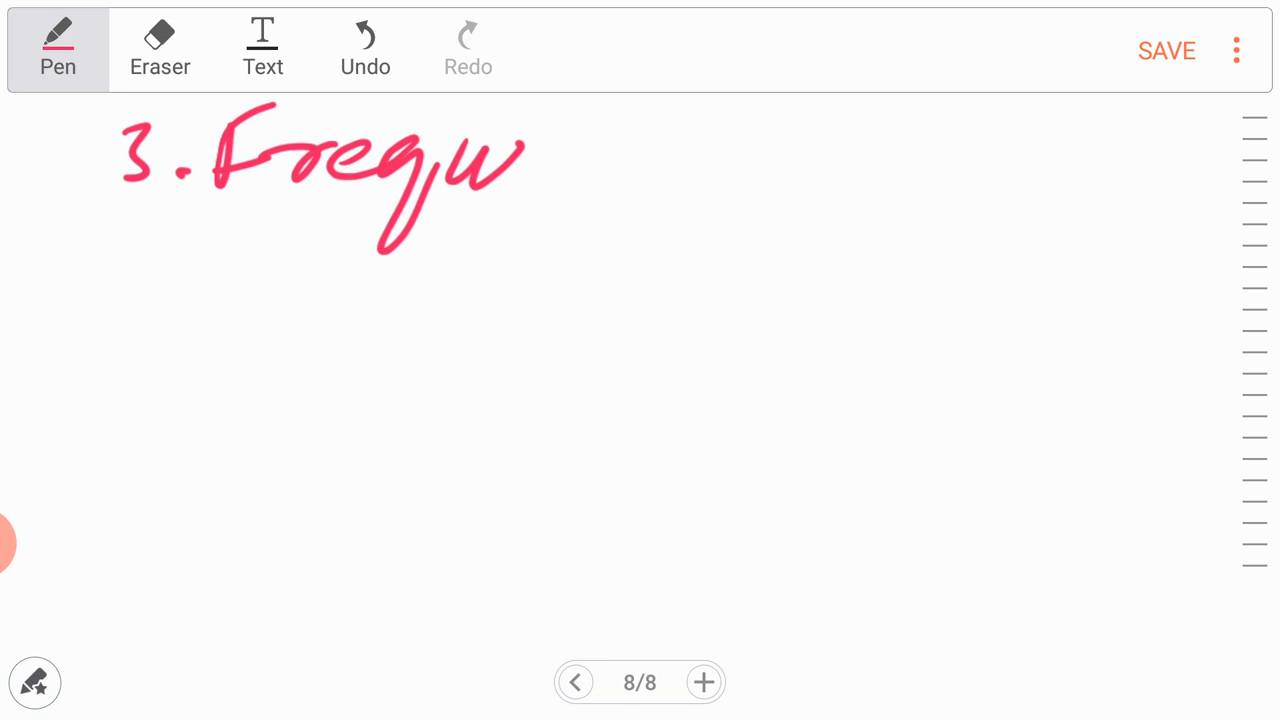 Pen
Eraser
Text
Undo
Redo
SAVE
3. Frequ
8/8